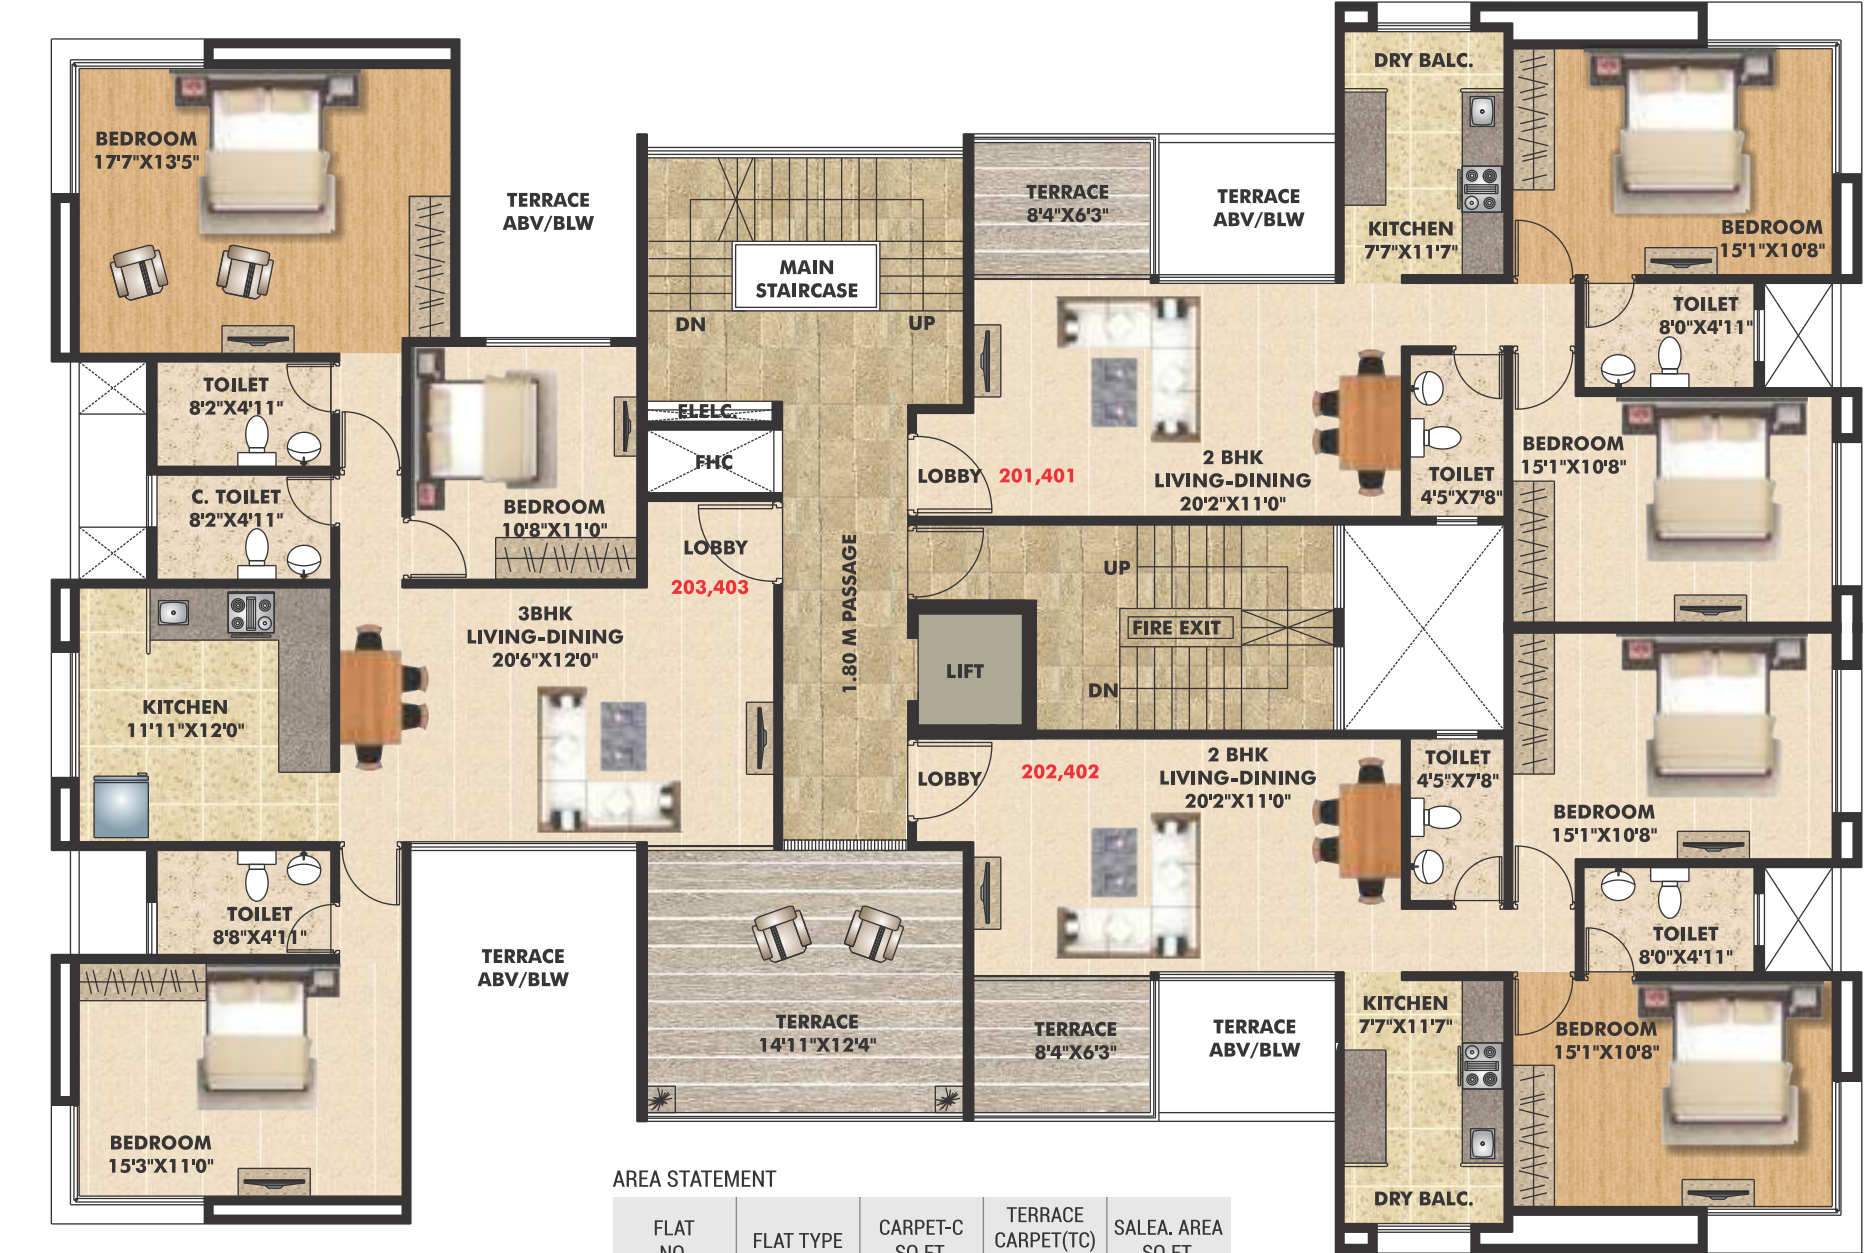 DRY BALC.
BEDROOM
17'7"X13'5"
TERRACE
ABV/BLW
TERRACE
8'4"X6'3"
TERRACE
ABV/BLW
KITCHEN
7'7"X11'7"
BEDROOM
15'1"X10'8"
MAIN
STAIRCASE
DN
UP
TOILET
8'0"X4'11"
TOILET
8'2"X4'11"
ELELC.
FHC
C. TOILET
8'2"X4'11"
BEDROOM
10'8"X11'0"
LOBBY
203,403
LOBBY
201,401
2 BHK
LIVING-DINING
20'2"X11'0"
TOILET
4'5"X7'8"
BEDROOM
15'1"X10'8"
1.80 M PASSAGE
UP
FIRE EXIT
DN
LIFT
3BHK
LIVING-DINING
20'6"X12'0"
KITCHEN
11'11"X12'0"
LOBBY
202,402
2 BHK
LIVING-DINING
20'2"X11'0"
TOILET
4'5"X7'8"
BEDROOM
15'1"X10'8"
TOILET
8'8"X4'11"
TERRACE
ABV/BLW
TOILET
8'0"X4'11"
TERRACE
14'11"X12'4"
TERRACE
8'4"X6'3"
TERRACE
ABV/BLW
KITCHEN
7'7"X11'7"
BEDROOM
15'1"X10'8"
BEDROOM
15'3"X11'0"
DRY BALC.
AREA STATEMENT
FLAT
NO.
FLAT TYPE
CARPET-C
SQ.FT.
TERRACE
CARPET(TC)
SALEA. AREA
SQ.FT.